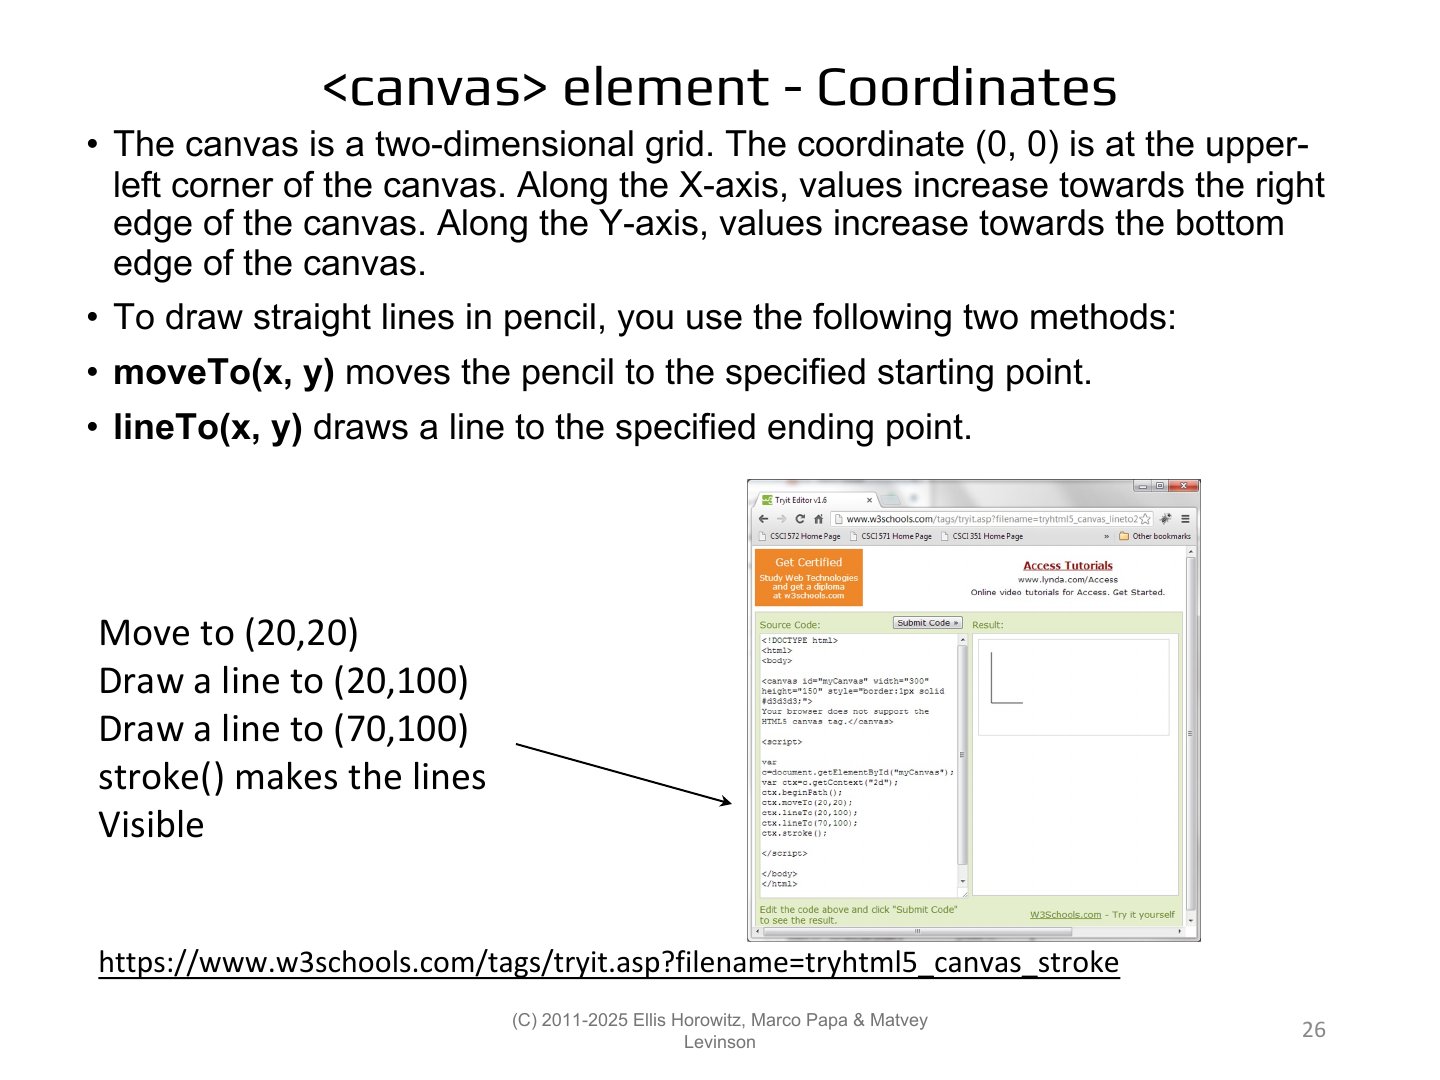 <canvas> element - Coordinates
• The canvas is a two-dimensional grid. The coordinate (0, 0) is at the upper-
left corner of the canvas. Along the X-axis, values increase towards the right
edge of the canvas. Along the Y-axis, values increase towards the bottom
edge of the canvas.
• To draw straight lines in pencil, you use the following two methods:
• moveTo(x, y) moves the pencil to the specified starting point.
• lineTo(x, y) draws a line to the specified ending point.
Move to (20,20)
Draw a line to (20,100)
Draw a line to (70,100)
stroke() makes the lines
Visible
Tryit Editor v1.6
www.w3schools.com/tags/tryit.asp?filename=tryhtml5_canvas_lineto2
CSCI572 Home Page CSCI 571 Home Page CSCI 351 Home Page » Other bookmarks
Get Certified
Study Web Technologies
and get a diploma
at w3schools.com
Access Tutorials
www.lynda.com/Access
Online video tutorials for Access. Get Started.
Source Code:
Submit Code »
Result:
<!DOCTYPE html>
<html>
<body>
<canvas id="myCanvas" width="300"
height="150" style="border:1px solid
#d3d3d3;">
Your browser does not support the
HTML5 canvas tag.</canvas>
<script>
var
c=document.getElementById("myCanvas");
var ctx=c.getContext("2d");
ctx.beginPath();
ctx.moveTo(20,20);
ctx.lineTo(20,100);
ctx.lineTo(70,100);
ctx.stroke();
</script>
</body>
</html>
Edit the code above and click "Submit Code"
to see the result.
W3Schools.com - Try it yourself
https://www.w3schools.com/tags/tryit.asp?filename=tryhtml5_canvas_stroke
(C) 2011-2025 Ellis Horowitz, Marco Papa & Matvey
Levinson
26